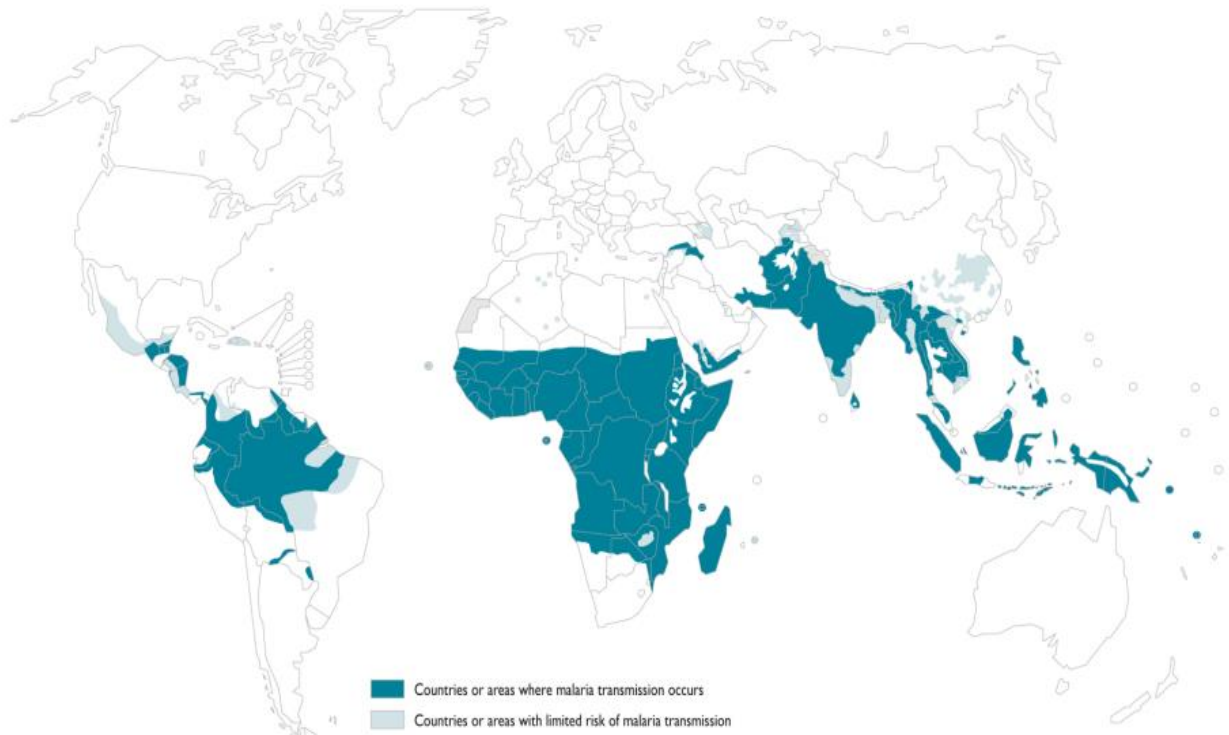 Countries or areas where malaria transmission occurs
Countries or areas with limited risk of malaria transmission